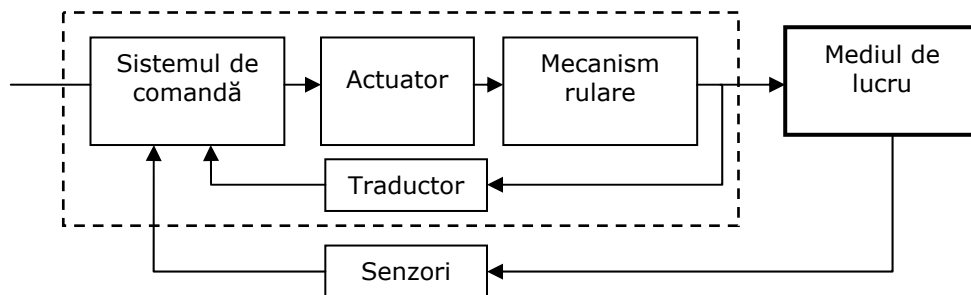 Sistemul de
comandă
Actuator
Mecanism
rulare
Mediul de
lucru
Traductor
Senzori